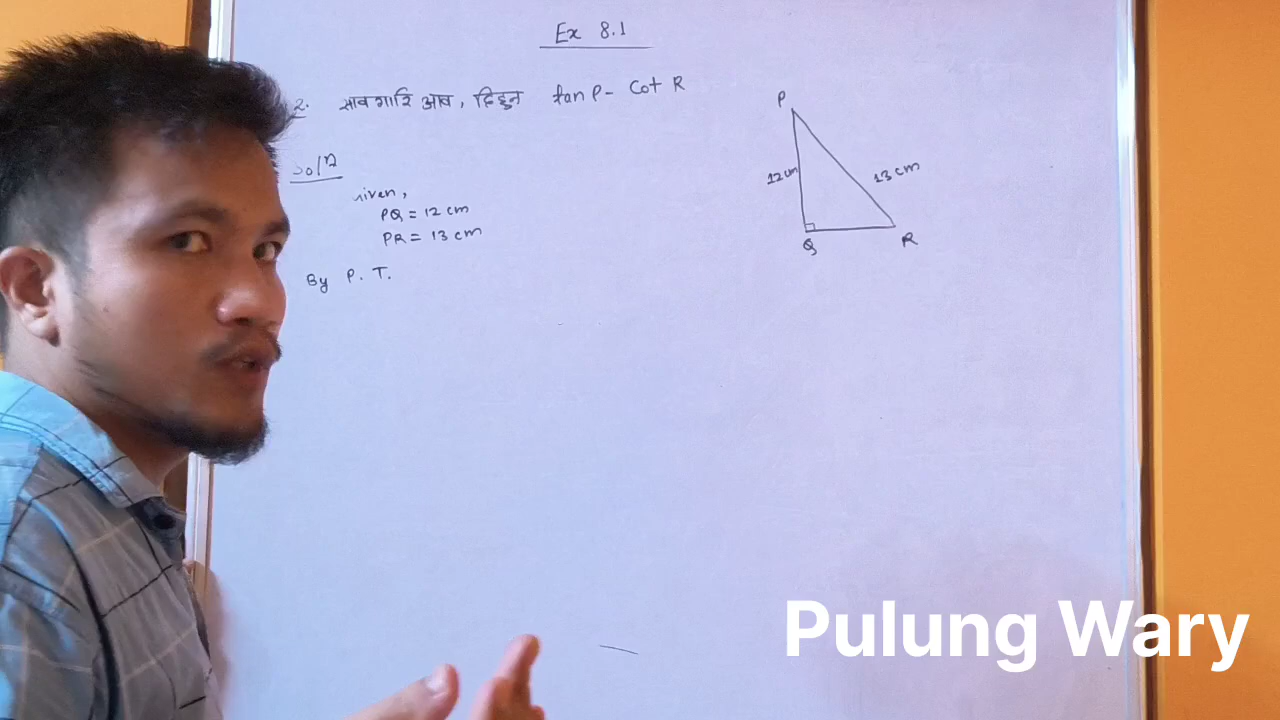 Ex 8.1
2. सावगारि आव, दिहुन tan P - Cot R
Soln
Given,
PQ = 12 cm
PR = 13 cm
By P. T.
P
12 cm
13 cm
Q
R
Pulung Wary